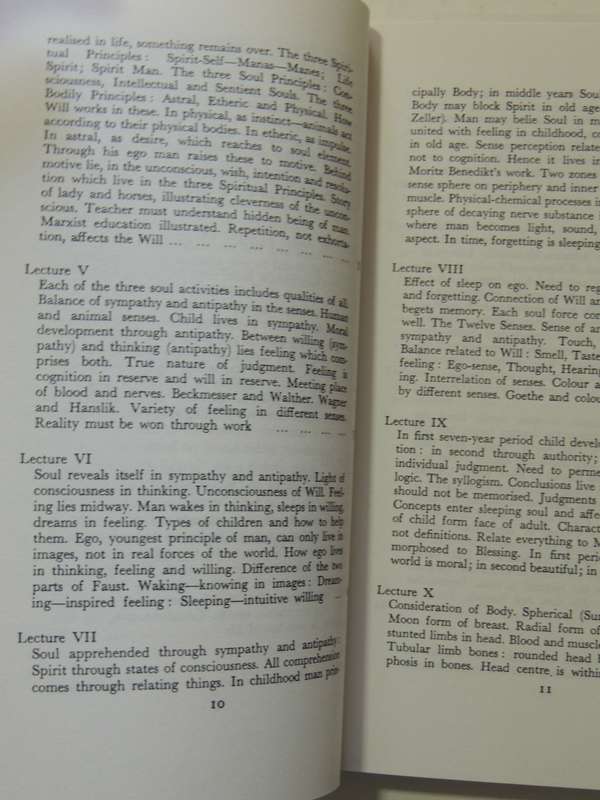 realised in life, something remains over. The three Spiri-
tual Principles: Spirit-Self—Manas—Manes; Life
Spirit; Spirit Man. The three Soul Principles: Con-
sciousness, Intellectual and Sentient Souls. The three
Bodily Principles: Astral, Etheric and Physical. How
Will works in these. In physical, as instinct—animals act
according to their physical bodies. In etheric, as impulse.
In astral, as desire, which reaches to soul element.
Through his ego man raises these to motive. Behind
motive lie, in the unconscious, wish, intention and resolu-
tion which live in the three Spiritual Principles. Story
of lady and horses, illustrating cleverness of the uncon-
scious. Teacher must understand hidden being of man.
Marxist education illustrated. Repetition, not exhorta-
tion, affects the Will ... ... ... ... ... ... ...
Lecture V
Each of the three soul activities includes qualities of all.
Balance of sympathy and antipathy in the senses. Human
and animal senses. Child lives in sympathy. Moral
development through antipathy. Between willing (sym-
pathy) and thinking (antipathy) lies feeling which com-
prises both. True nature of judgment. Feeling is
cognition in reserve and will in reserve. Meeting place
of blood and nerves. Beckmesser and Walther. Wagner
and Hanslik. Variety of feeling in different senses.
Reality must be won through work ... ... ... ...
Lecture VI
Soul reveals itself in sympathy and antipathy. Light of
consciousness in thinking. Unconsciousness of Will. Feel-
ing lies midway. Man wakes in thinking, sleeps in willing,
dreams in feeling. Types of children and how to help
them. Ego, youngest principle of man, can only live in
images, not in real forces of the world. How ego lives
in thinking, feeling and willing. Difference of the two
parts of Faust. Waking—knowing in images: Dream-
ing—inspired feeling: Sleeping—intuitive willing ...
Lecture VII
Soul apprehended through sympathy and antipathy:
Spirit through states of consciousness. All comprehension
comes through relating things. In childhood man prin-
10
cipally Body; in middle years Soul
Body may block Spirit in old age
Zeller). Man may belie Soul in m
united with feeling in childhood, co
in old age. Sense perception related
not to cognition. Hence it lives in
Moritz Benedikt's work. Two zones
sense sphere on periphery and inner
muscle. Physical-chemical processes in
sphere of decaying nerve substance i
where man becomes light, sound,
aspect. In time, forgetting is sleeping
Lecture VIII
Effect of sleep on ego. Need to reg
and forgetting. Connection of Will an
begets memory. Each soul force con
well. The Twelve Senses. Sense of an
sympathy and antipathy. Touch,
Balance related to Will: Smell, Taste
feeling: Ego-sense, Thought, Hearing
ing. Interrelation of senses. Colour a
by different senses. Goethe and colou
Lecture IX
In first seven-year period child develo
tion: in second through authority;
individual judgment. Need to perme
logic. The syllogism. Conclusions live
should not be memorised. Judgments
Concepts enter sleeping soul and affe
of child form face of adult. Charact
not definitions. Relate everything to M
morphosed to Blessing. In first perio
world is moral; in second beautiful; in
Lecture X
Consideration of Body. Spherical (Sun
Moon form of breast. Radial form of
stunted limbs in head. Blood and muscle
Tubular limb bones: rounded head b
phosis in bones. Head centre is within
11